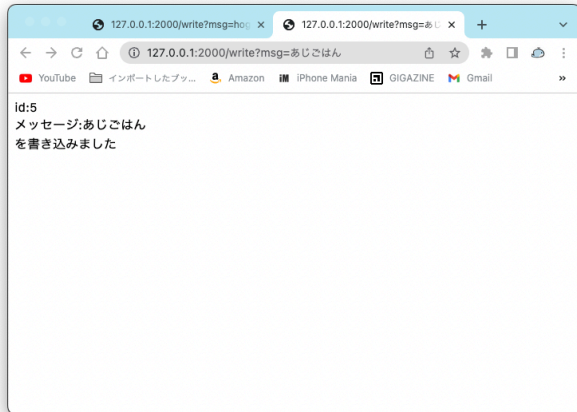 127.0.0.1:2000/write?msg=hog
127.0.0.1:2000/write?msg=あじ
127.0.0.1:2000/write?msg=あじごはん
YouTube
インポートしたブッ...
Amazon
iPhone Mania
GIGAZINE
Gmail
id:5
メッセージ:あじごはん
を書き込みました